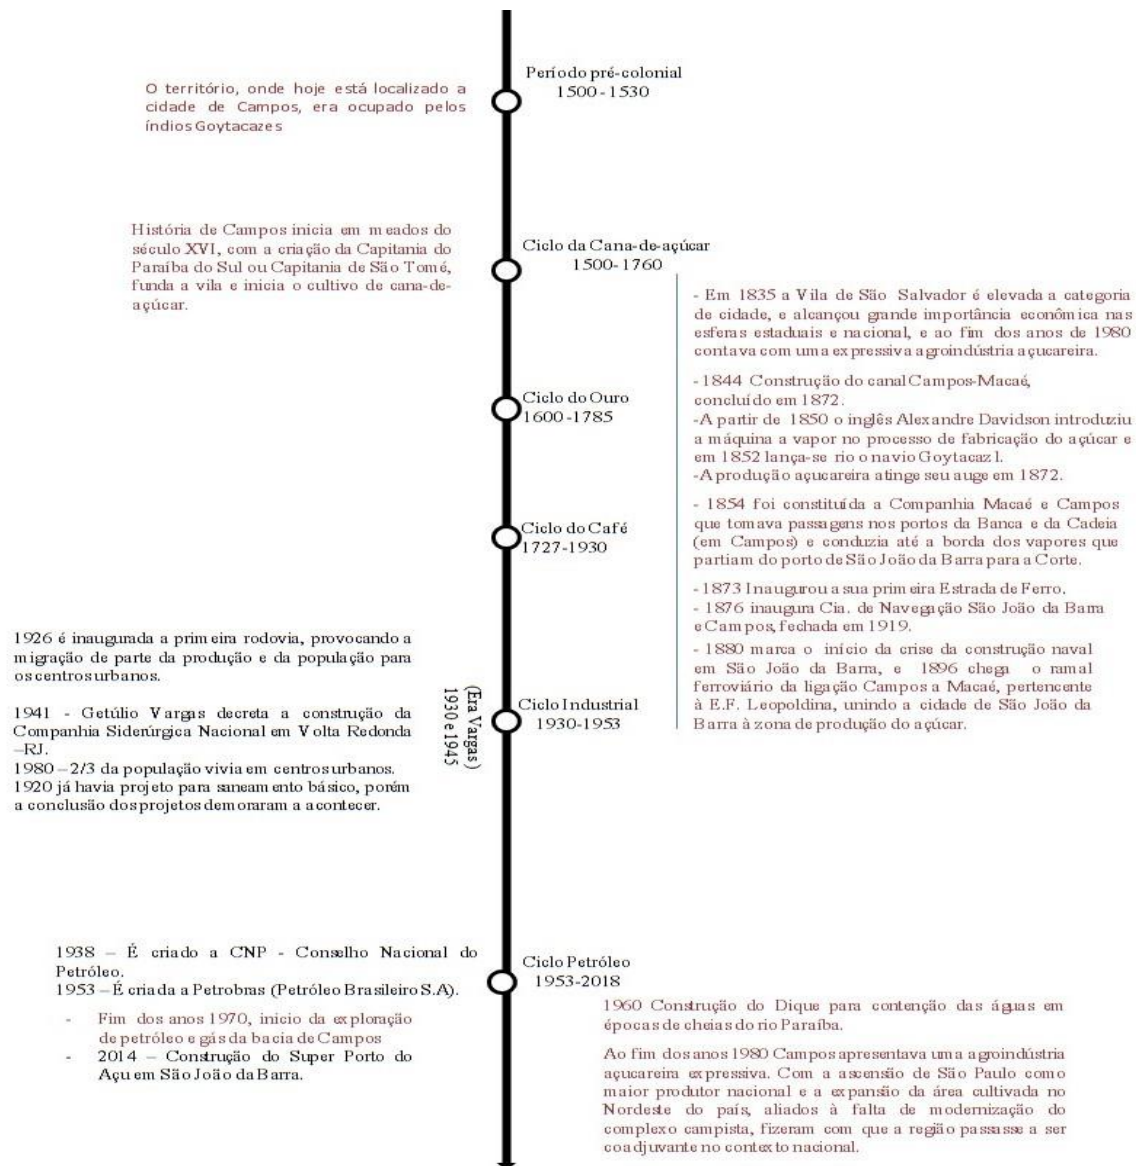 Período pré-colonial
1500-1530
O território, onde hoje está localizado a
cidade de Campos, era ocupado pelos
índios Goytacazes
História de Campos inicia em meados do
século XVI, com a criação da Capitania do
Paraíba do Sul ou Capitania de São Tomé,
funda a vila e inicia o cultivo de cana-de-
açúcar.
Ciclo da Cana-de-açúcar
1500-1760
- Em 1835 a Vila de São Salvador é elevada a categoria
de cidade, e alcançou grande importância econômica nas
esferas estaduais e nacional, e ao fim dos anos de 1980
contava com uma expressiva agroindústria açucareira.
- 1844 Construção do canal Campos-Macaé,
concluído em 1872.
-A partir de 1850 o inglês Alexandre Davidson introduziu
a máquina a vapor no processo de fabricação do açúcar e
em 1852 lança-se rio o navio Goytacaz I.
-A produção açucareira atinge seu auge em 1872.
- 1854 foi constituída a Companhia Macaé e Campos
que tomava passagens nos portos da Banca e da Cadeia
(em Campos) e conduzia até a borda dos vapores que
partiam do porto de São João da Barra para a Corte.
- 1873 Inaugurou a sua primeira Estrada de Ferro.
- 1876 inaugura Cia. de Navegação São João da Barra
e Campos, fechada em 1919.
- 1880 marca o início da crise da construção naval
em São João da Barra, e 1896 chega o ramal
ferroviário da ligação Campos a Macaé, pertencente
à E.F. Leopoldina, unindo a cidade de São João da
Barra à zona de produção do açúcar.
Ciclo do Ouro
1600-1785
Ciclo do Café
1727-1930
1926 é inaugurada a primeira rodovia, provocando a
migração de parte da produção e da população para
os centros urbanos.
1941 - Getúlio Vargas decreta a construção da
Companhia Siderúrgica Nacional em Volta Redonda
–RJ.
1980 – 2/3 da população vivia em centros urbanos.
1920 já havia projeto para saneamento básico, porém
a conclusão dos projetos demoraram a acontecer.
(Era Vargas)
1930 e 1945
Ciclo Industrial
1930-1953
1938 – É criado a CNP - Conselho Nacional do
Petróleo.
1953 – É criada a Petrobras (Petróleo Brasileiro S.A).
- Fim dos anos 1970, inicio da exploração
de petróleo e gás da bacia de Campos
- 2014 – Construção do Super Porto do
Açu em São João da Barra.
Ciclo Petróleo
1953-2018
1960 Construção do Dique para contenção das águas em
épocas de cheias do rio Paraíba.
Ao fim dos anos 1980 Campos apresentava uma agroindústria
açucareira expressiva. Com a ascensão de São Paulo como
maior produtor nacional e a expansão da área cultivada no
Nordeste do país, aliados à falta de modernização do
complexo campista, fizeram com que a região passasse a ser
coadjuvante no contexto nacional.